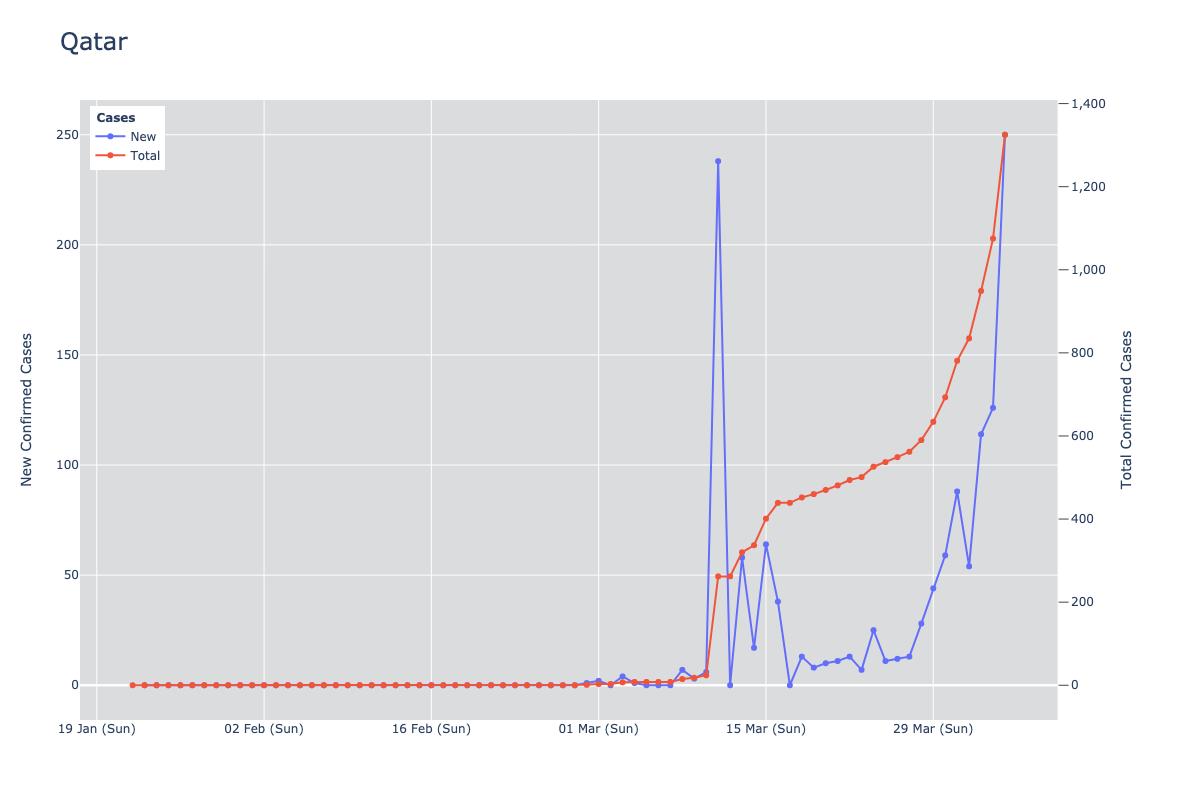 Qatar
Cases
New
Total
250
200
150
100
50
0
1,400
1,200
1,000
800
600
400
200
0
New Confirmed Cases
Total Confirmed Cases
19 Jan (Sun)
02 Feb (Sun)
16 Feb (Sun)
01 Mar (Sun)
15 Mar (Sun)
29 Mar (Sun)